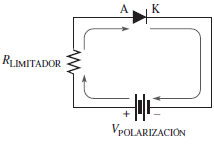 A K
RLIMITADOR
+ –
VPOLARIZACIÓN